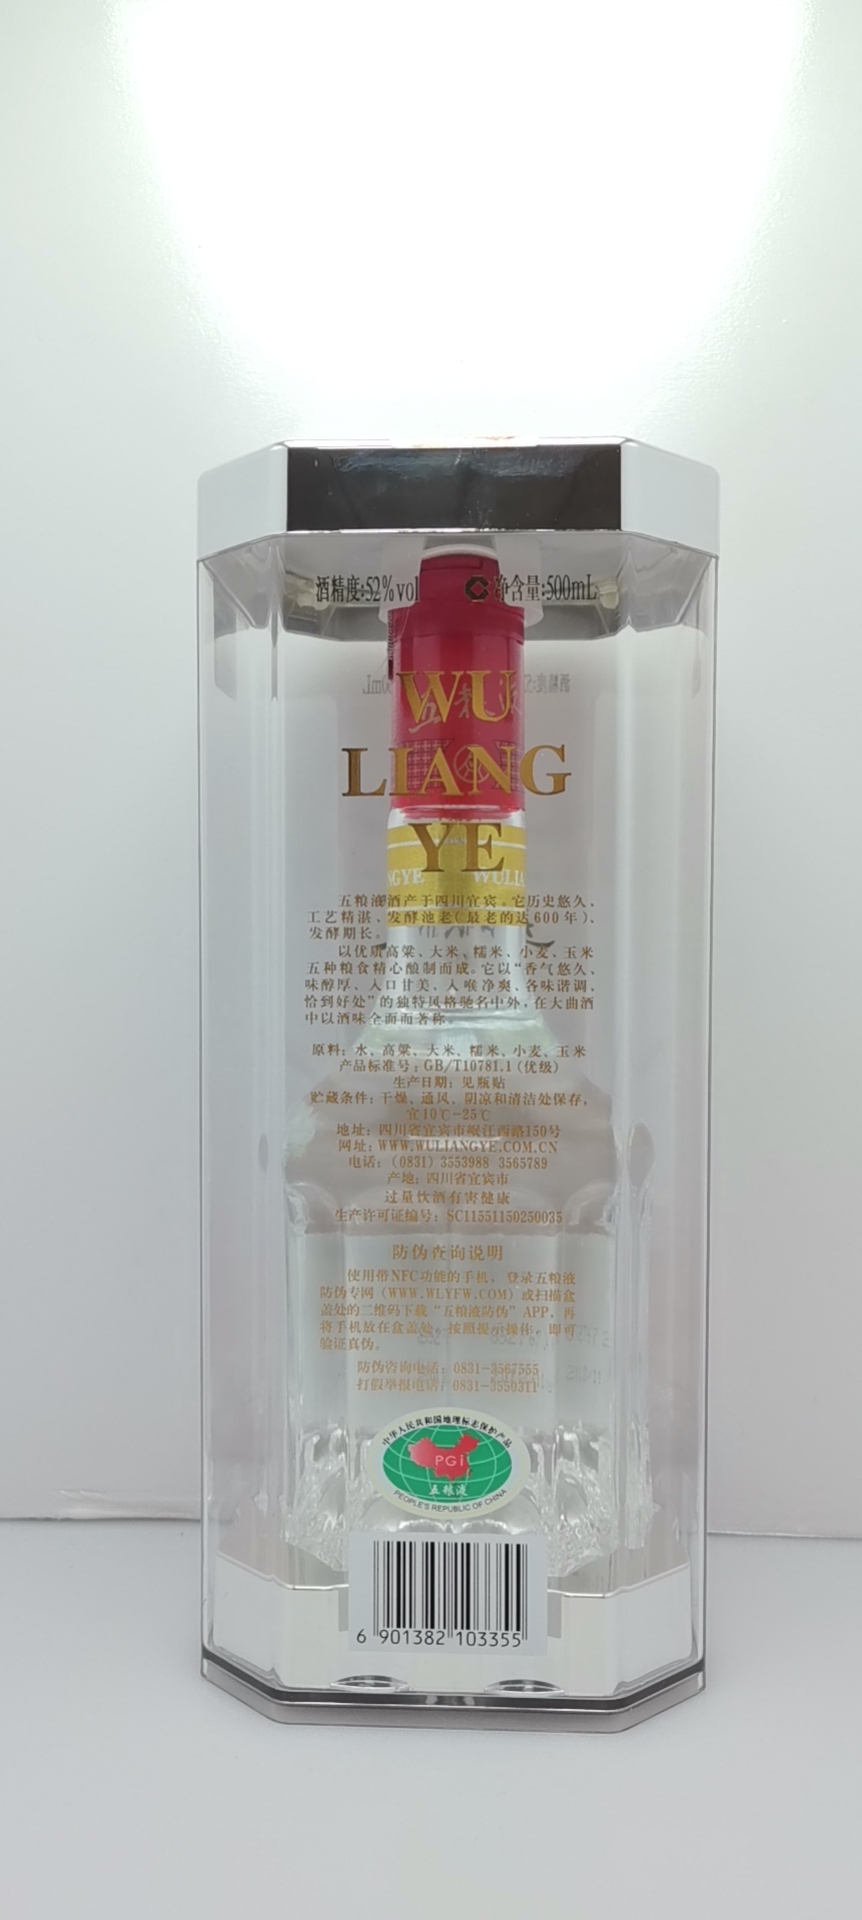 酒精度:52%vol 净含量:500mL
WU
LIANG
YE
五粮液酒产于四川宜宾。它历史悠久、
工艺精湛、发酵池老(最老的达600年)、
发酵期长。
以优质高粱、大米、糯米、小麦、玉米
五种粮食精心酿制而成。它以“香气悠久、
味醇厚、入口甘美、入喉净爽、各味谐调、
恰到好处”的独特风格驰名中外,在大曲酒
中以酒味全面而著称。
原料:水、高粱、大米、糯米、小麦、玉米
产品标准号:GB/T10781.1(优级)
生产日期:见瓶贴
贮藏条件:干燥、通风、阴凉和清洁处保存,
宜10℃-25℃
地址:四川省宜宾市岷江西路150号
网址:WWW.WULIANGYE.COM.CN
电话:(0831)3553988 3565789
产地:四川省宜宾市
过量饮酒有害健康
生产许可证编号:SC11551150250035
防伪查询说明
使用带NFC功能的手机,登录五粮液
防伪专网(WWW.WLYFW.COM)或扫描盒
盖处的二维码下载“五粮液防伪”APP,再
将手机放在盒盖处,按照提示操作,即可
验证真伪。
防伪咨询电话:0831-3567555
打假举报电话:0831-3550311
中华人民共和国地理标志保护产品
PGI
五粮液
PEOPLE'S REPUBLIC OF CHINA
6 901382 103355